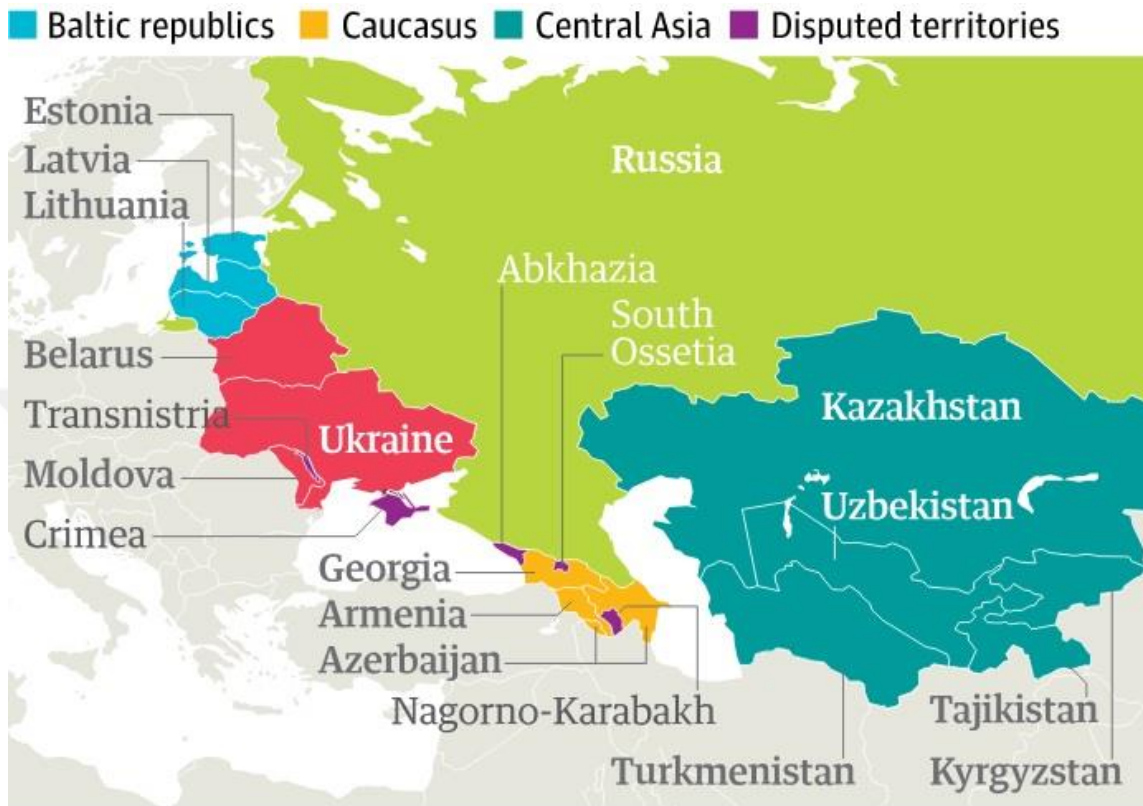 Baltic republics Caucasus Central Asia Disputed territories
Estonia
Latvia
Lithuania
Russia
Abkhazia
South
Ossetia
Belarus
Transnistria
Ukraine
Moldova
Crimea
Kazakhstan
Uzbekistan
Georgia
Armenia
Azerbaijan
Nagorno-Karabakh
Tajikistan
Turkmenistan
Kyrgyzstan